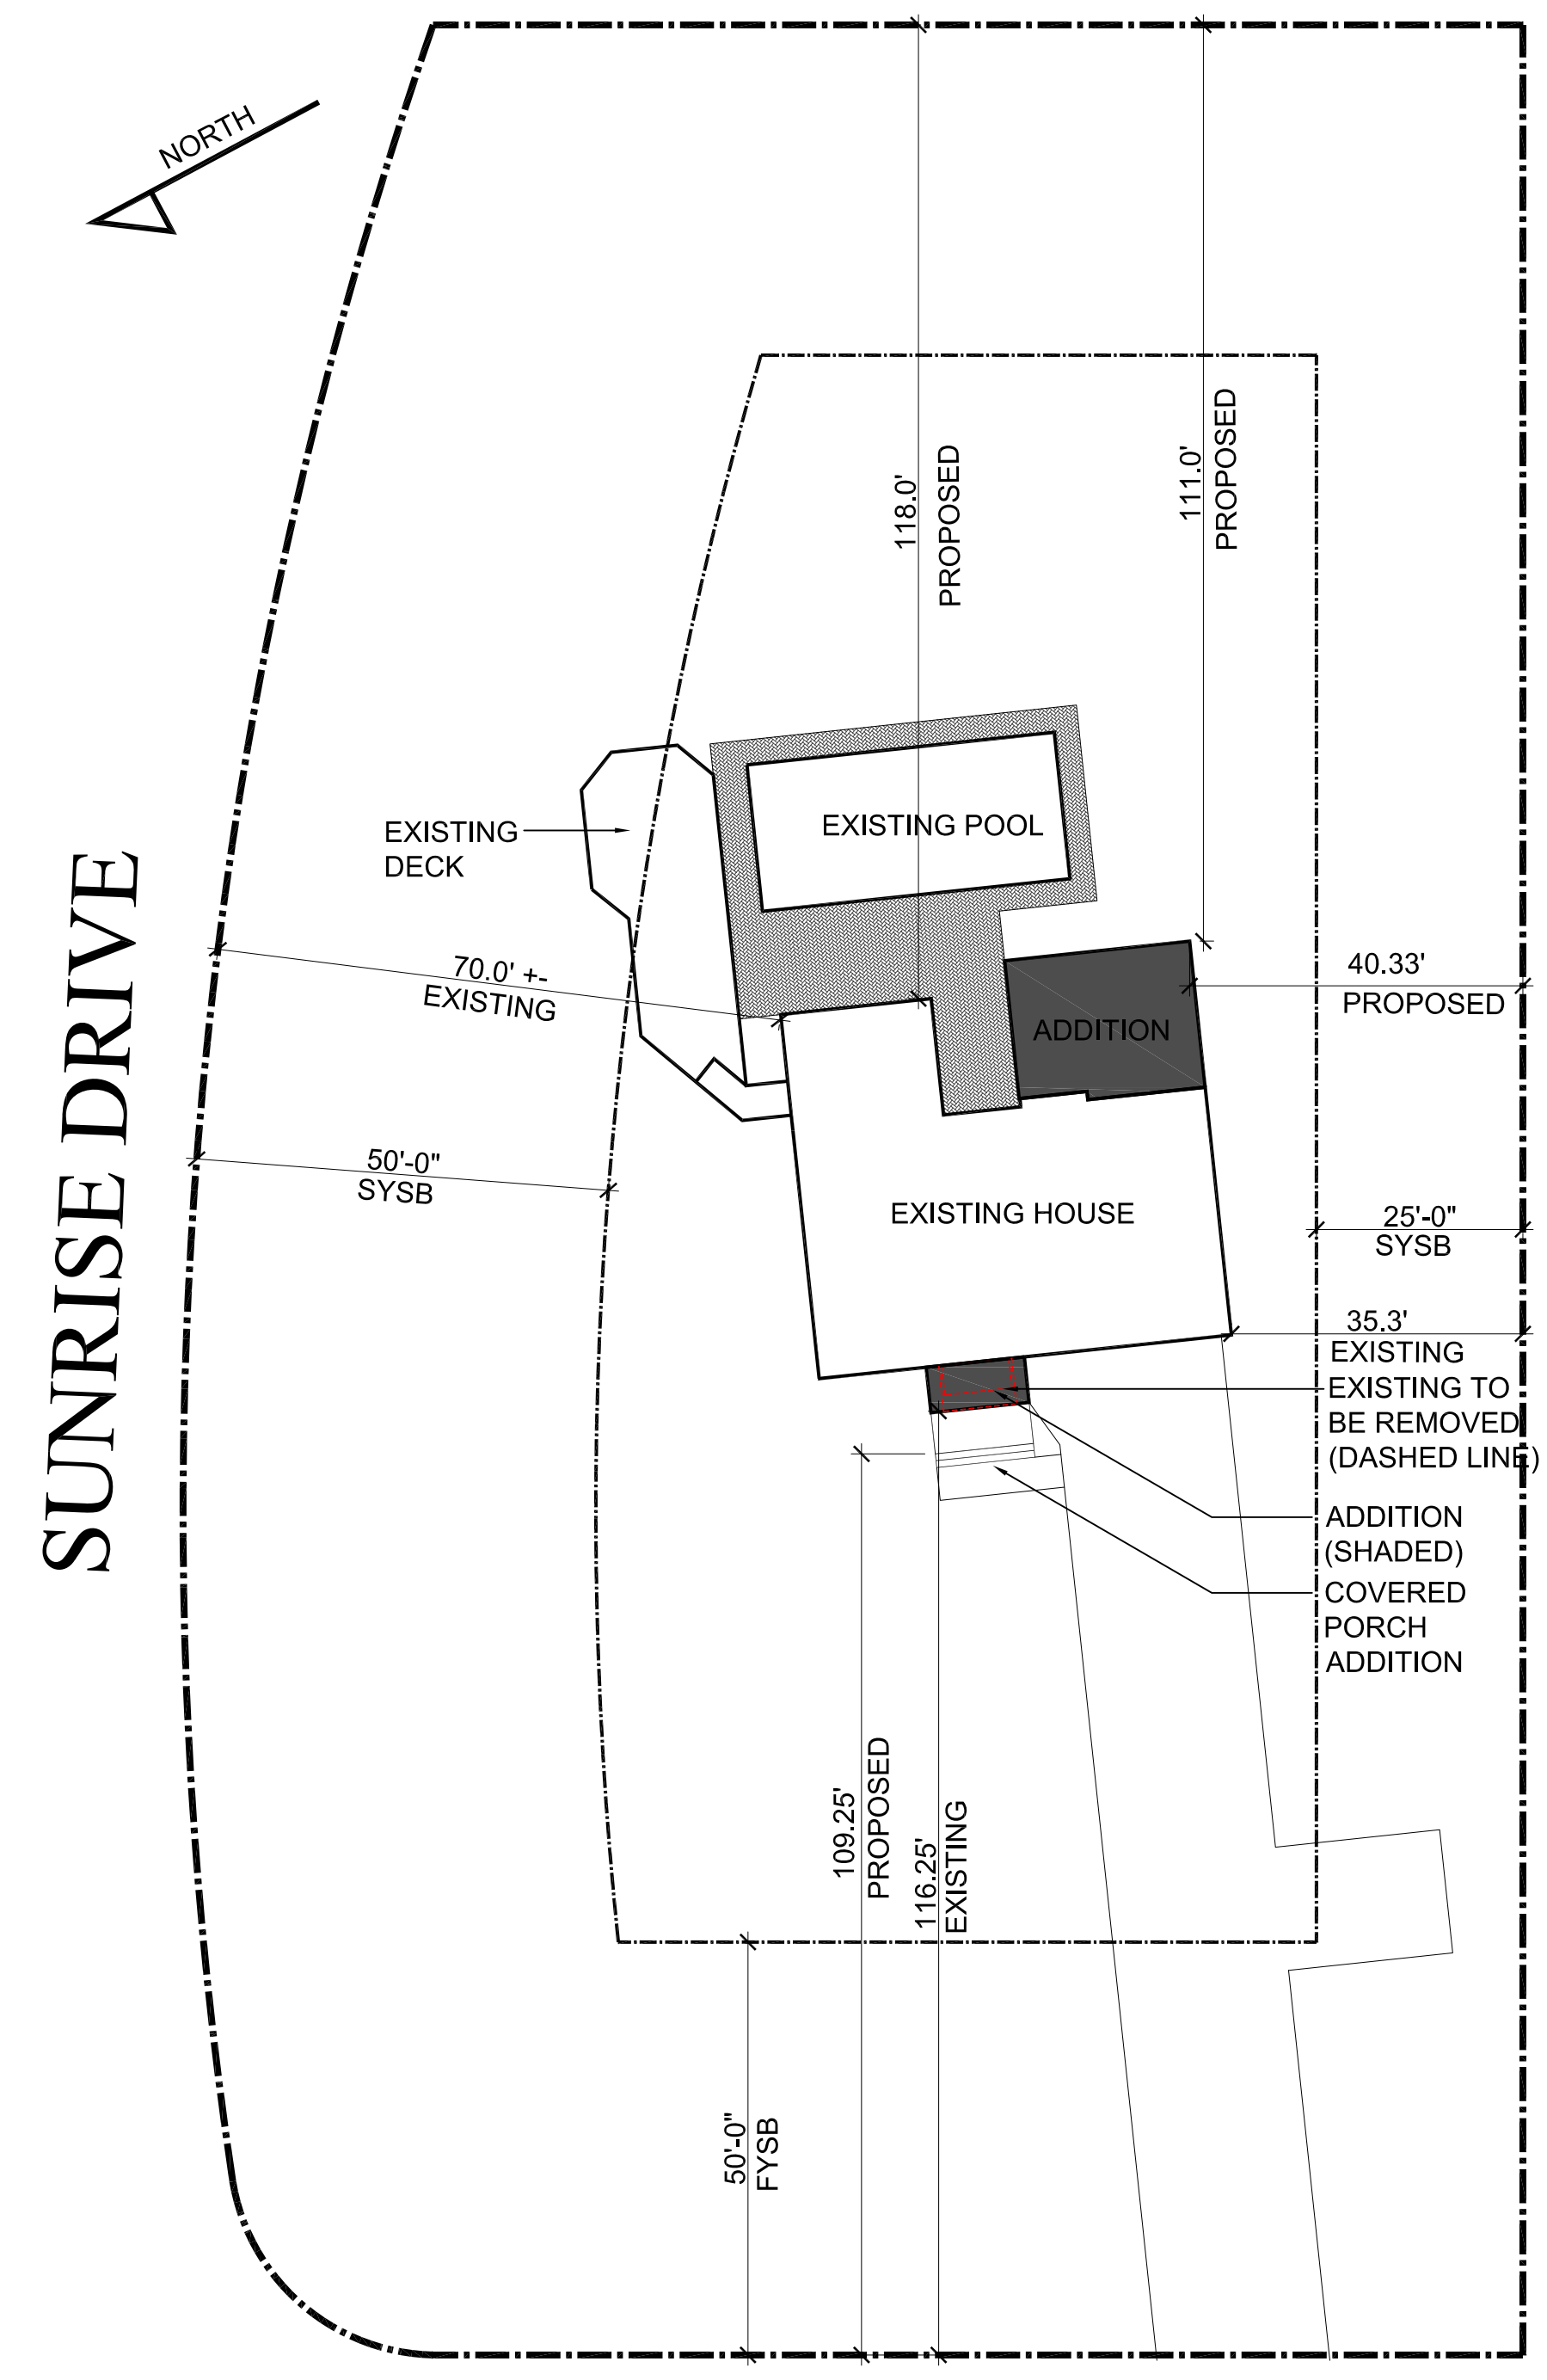 NORTH
118.0'
PROPOSED
111.0'
PROPOSED
EXISTING
DECK
EXISTING POOL
70.0' +-
EXISTING
40.33'
PROPOSED
ADDITION
SUNRISE DRIVE
50'-0"
SYSB
EXISTING HOUSE
25'-0"
SYSB
35.3'
EXISTING
EXISTING TO
BE REMOVED
(DASHED LINE)
ADDITION
(SHADED)
COVERED
PORCH
ADDITION
109.25'
PROPOSED
116.25'
EXISTING
50'-0"
FYSB